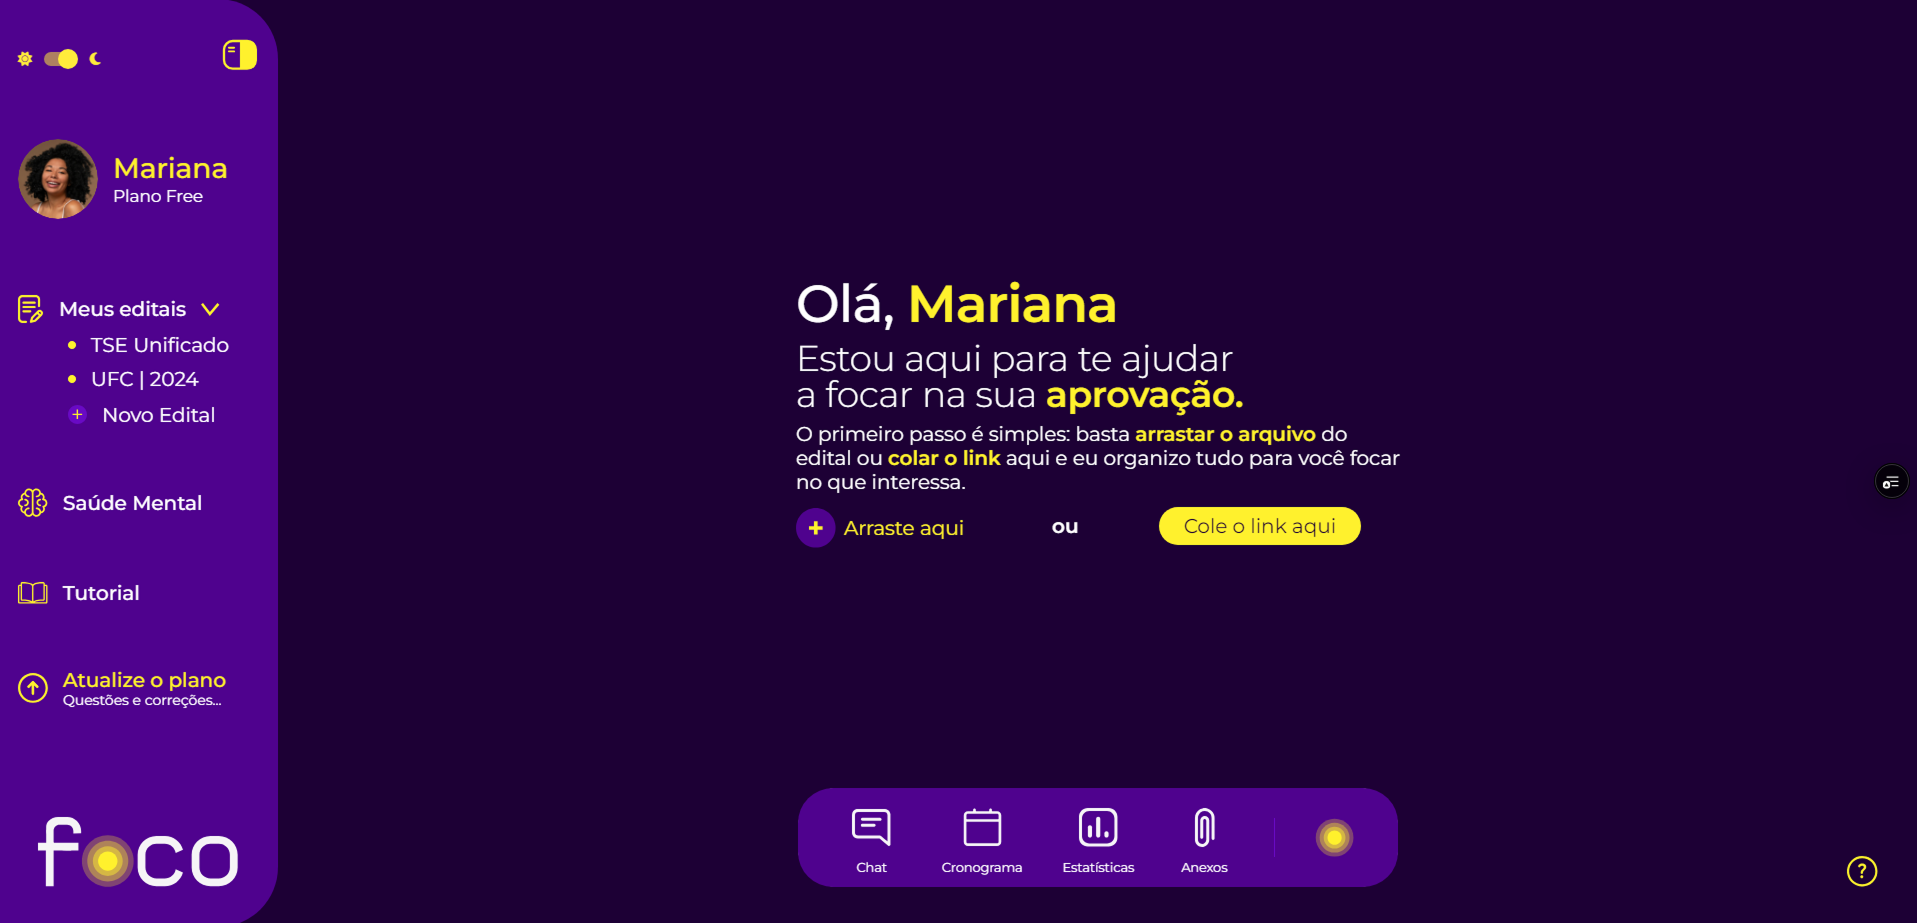 Mariana
Plano Free
Meus editais
TSE Unificado
UFC | 2024
Novo Edital
Saúde Mental
Tutorial
Atualize o plano
Questões e correções...
foco
Olá, Mariana
Estou aqui para te ajudar
a focar na sua aprovação.
O primeiro passo é simples: basta arrastar o arquivo do
edital ou colar o link aqui e eu organizo tudo para você focar
no que interessa.
Arraste aqui
ou
Cole o link aqui
Chat
Cronograma
Estatísticas
Anexos
?